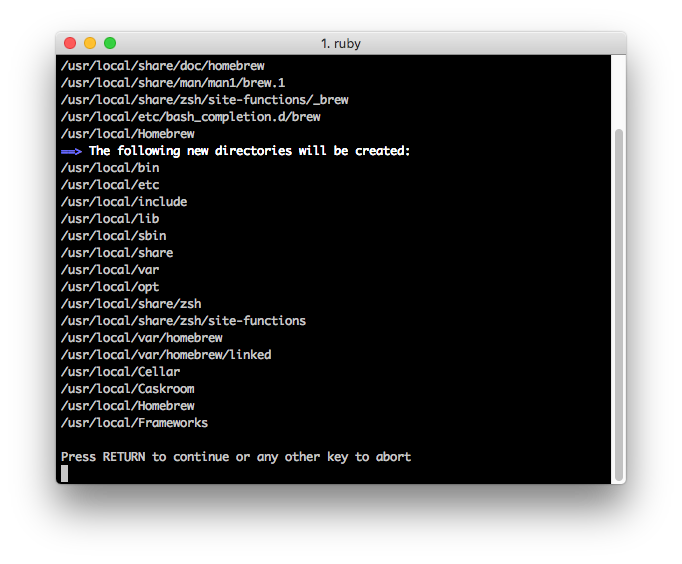 1. ruby
/usr/local/share/doc/homebrew
/usr/local/share/man/man1/brew.1
/usr/local/share/zsh/site-functions/_brew
/usr/local/etc/bash_completion.d/brew
/usr/local/Homebrew
==> The following new directories will be created:
/usr/local/bin
/usr/local/etc
/usr/local/include
/usr/local/lib
/usr/local/sbin
/usr/local/share
/usr/local/var
/usr/local/opt
/usr/local/share/zsh
/usr/local/share/zsh/site-functions
/usr/local/var/homebrew
/usr/local/var/homebrew/linked
/usr/local/Cellar
/usr/local/Caskroom
/usr/local/Homebrew
/usr/local/Frameworks
Press RETURN to continue or any other key to abort